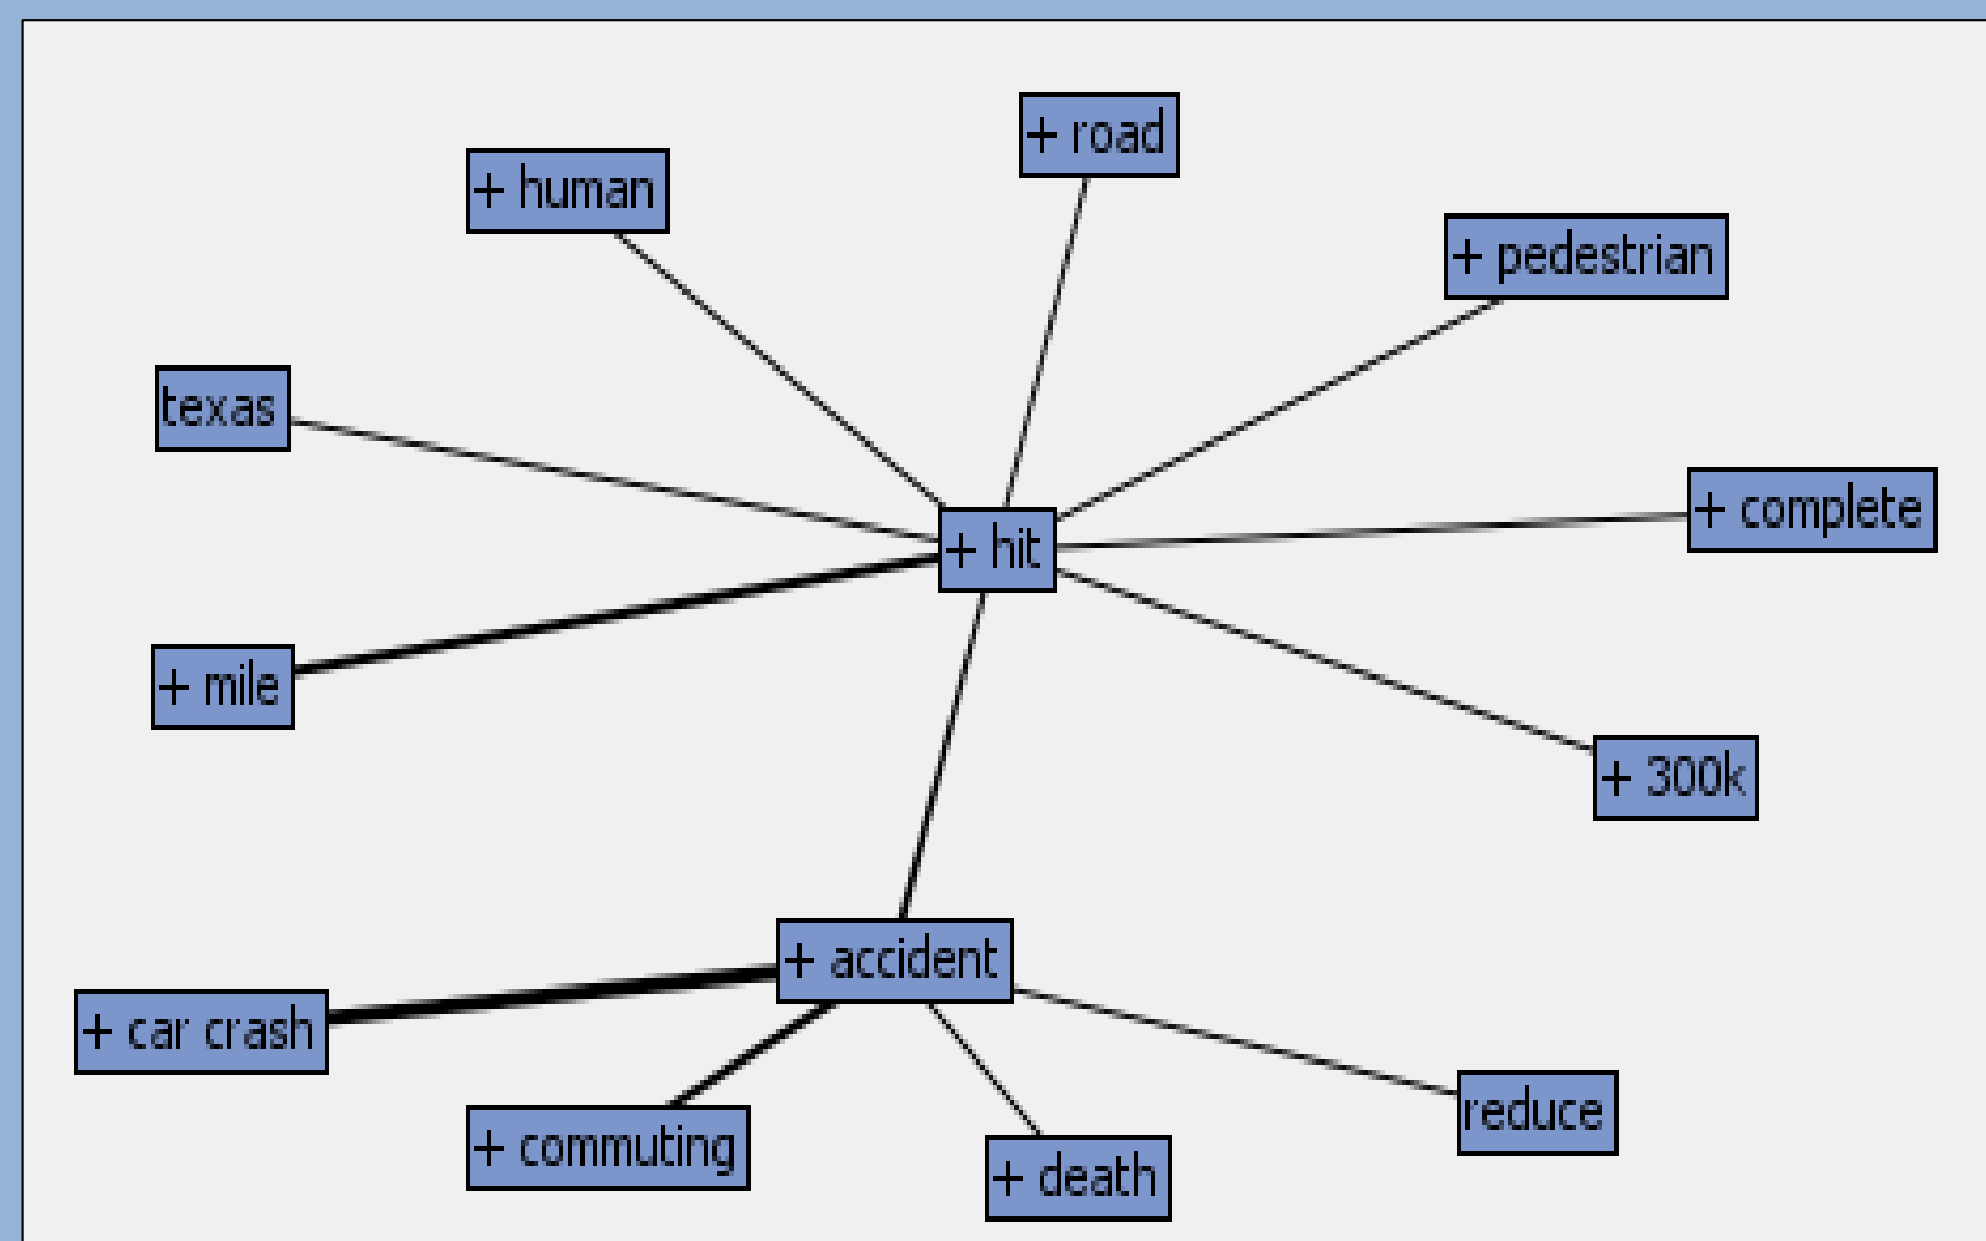 + road
+ human
+ pedestrian
texas
+ complete
+ hit
+ mile
+ 300k
+ accident
+ car crash
reduce
+ commuting
+ death